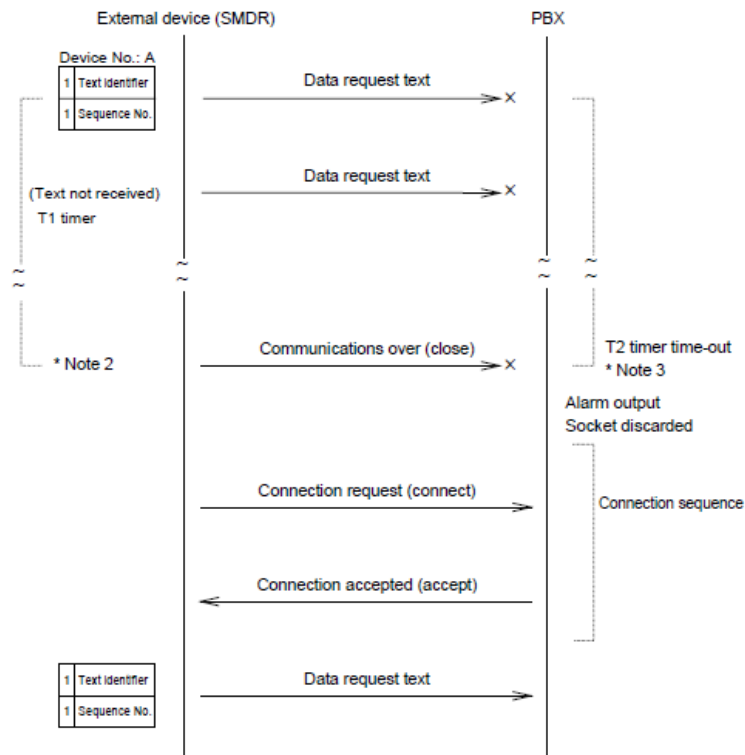 External device (SMDR) PBX
Device No.: A
1 Text Identifier
1 Sequence No.
Data request text
×
Data request text
×
(Text not received)
T1 timer
~ ~ ~ ~
~ ~ ~ ~
Communications over (close)
×
* Note 2
T2 timer time-out
* Note 3
Alarm output
Socket discarded
Connection request (connect)
Connection sequence
Connection accepted (accept)
1 Text Identifier
1 Sequence No.
Data request text